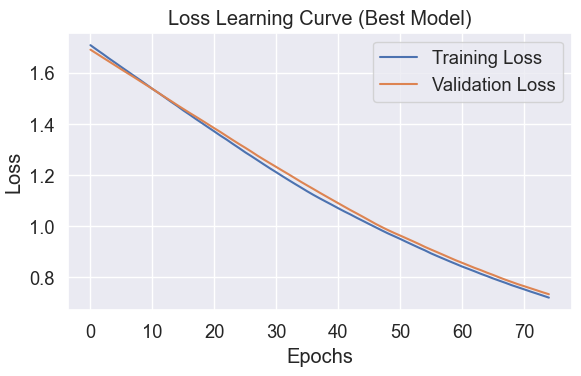 Loss Learning Curve (Best Model)
Training Loss
Validation Loss
Loss
1.6
1.4
1.2
1.0
0.8
0 10 20 30 40 50 60 70
Epochs